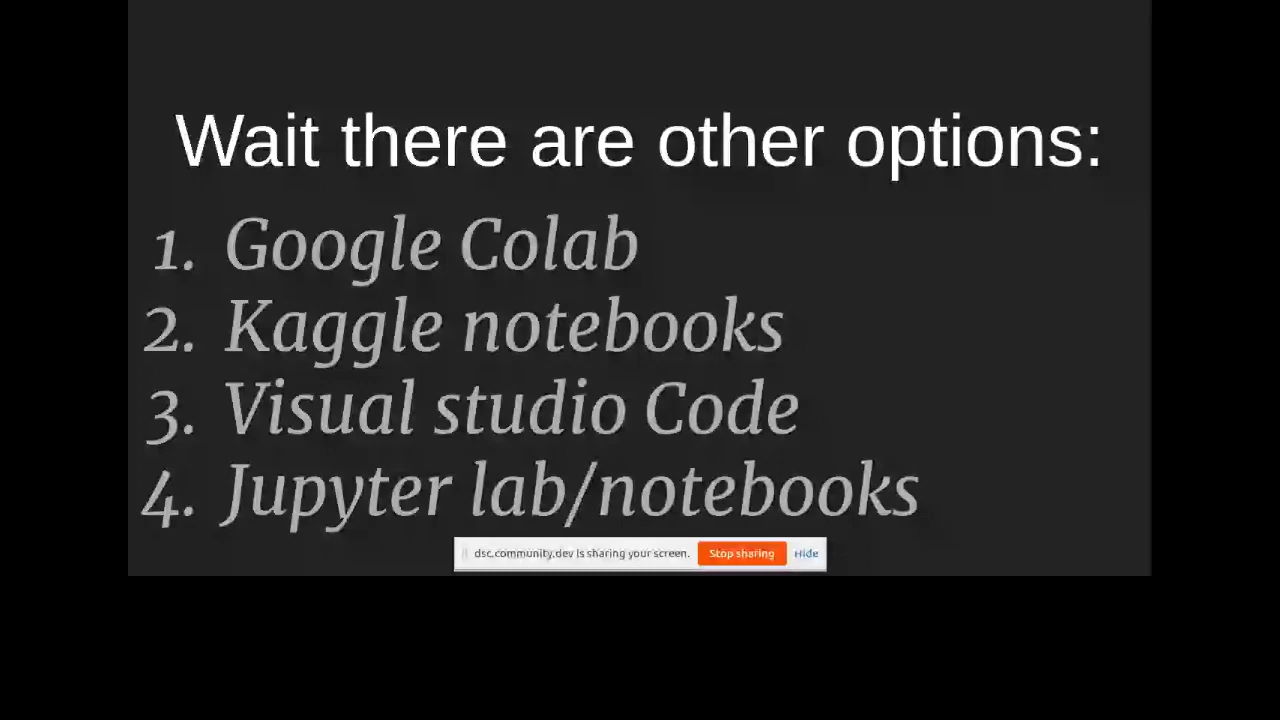 Wait there are other options:
1. Google Colab
2. Kaggle notebooks
3. Visual studio Code
4. Jupyter lab/notebooks
dsc.community.dev is sharing your screen. Stop sharing Hide